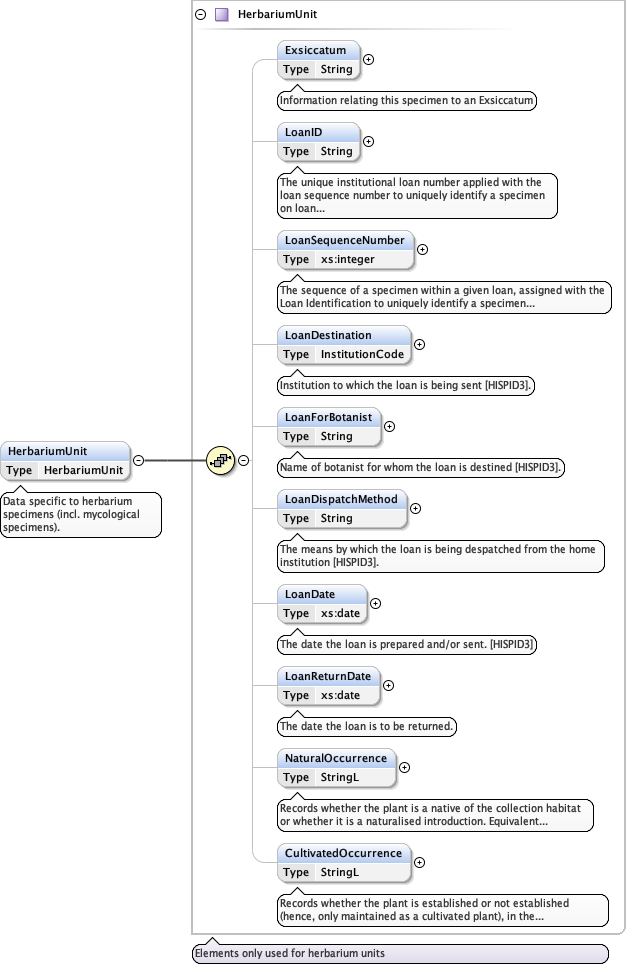 HerbariumUnit
Exsiccatum
Type String
Information relating this specimen to an Exsiccatum
LoanID
Type String
The unique institutional loan number applied with the
loan sequence number to uniquely identify a specimen
on loan...
LoanSequenceNumber
Type xs:integer
The sequence of a specimen within a given loan, assigned with the
Loan Identification to uniquely identify a specimen...
LoanDestination
Type InstitutionCode
Institution to which the loan is being sent [HISPID3].
LoanForBotanist
Type String
Name of botanist for whom the loan is destined [HISPID3].
HerbariumUnit
Type HerbariumUnit
Data specific to herbarium
specimens (incl. mycological
specimens).
LoanDispatchMethod
Type String
The means by which the loan is being despatched from the home
institution [HISPID3].
LoanDate
Type xs:date
The date the loan is prepared and/or sent. [HISPID3]
LoanReturnDate
Type xs:date
The date the loan is to be returned.
NaturalOccurrence
Type StringL
Records whether the plant is a native of the collection habitat
or whether it is a naturalised introduction. Equivalent...
CultivatedOccurrence
Type StringL
Records whether the plant is established or not established
(hence, only maintained as a cultivated plant), in the...
Elements only used for herbarium units